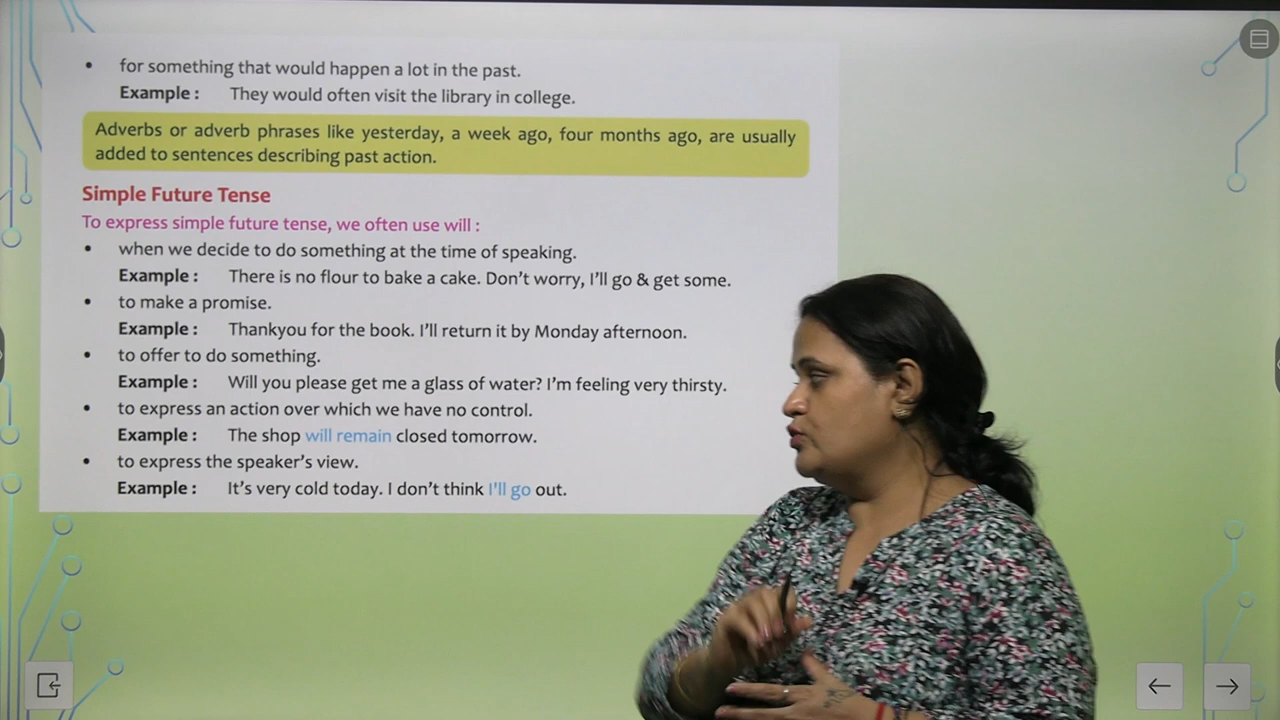 • for something that would happen a lot in the past.
Example : They would often visit the library in college.
Adverbs or adverb phrases like yesterday, a week ago, four months ago, are usually
added to sentences describing past action.
Simple Future Tense
To express simple future tense, we often use will :
• when we decide to do something at the time of speaking.
Example : There is no flour to bake a cake. Don't worry, I'll go & get some.
• to make a promise.
Example : Thankyou for the book. I'll return it by Monday afternoon.
• to offer to do something.
Example : Will you please get me a glass of water? I'm feeling very thirsty.
• to express an action over which we have no control.
Example : The shop will remain closed tomorrow.
• to express the speaker's view.
Example : It's very cold today. I don't think I'll go out.